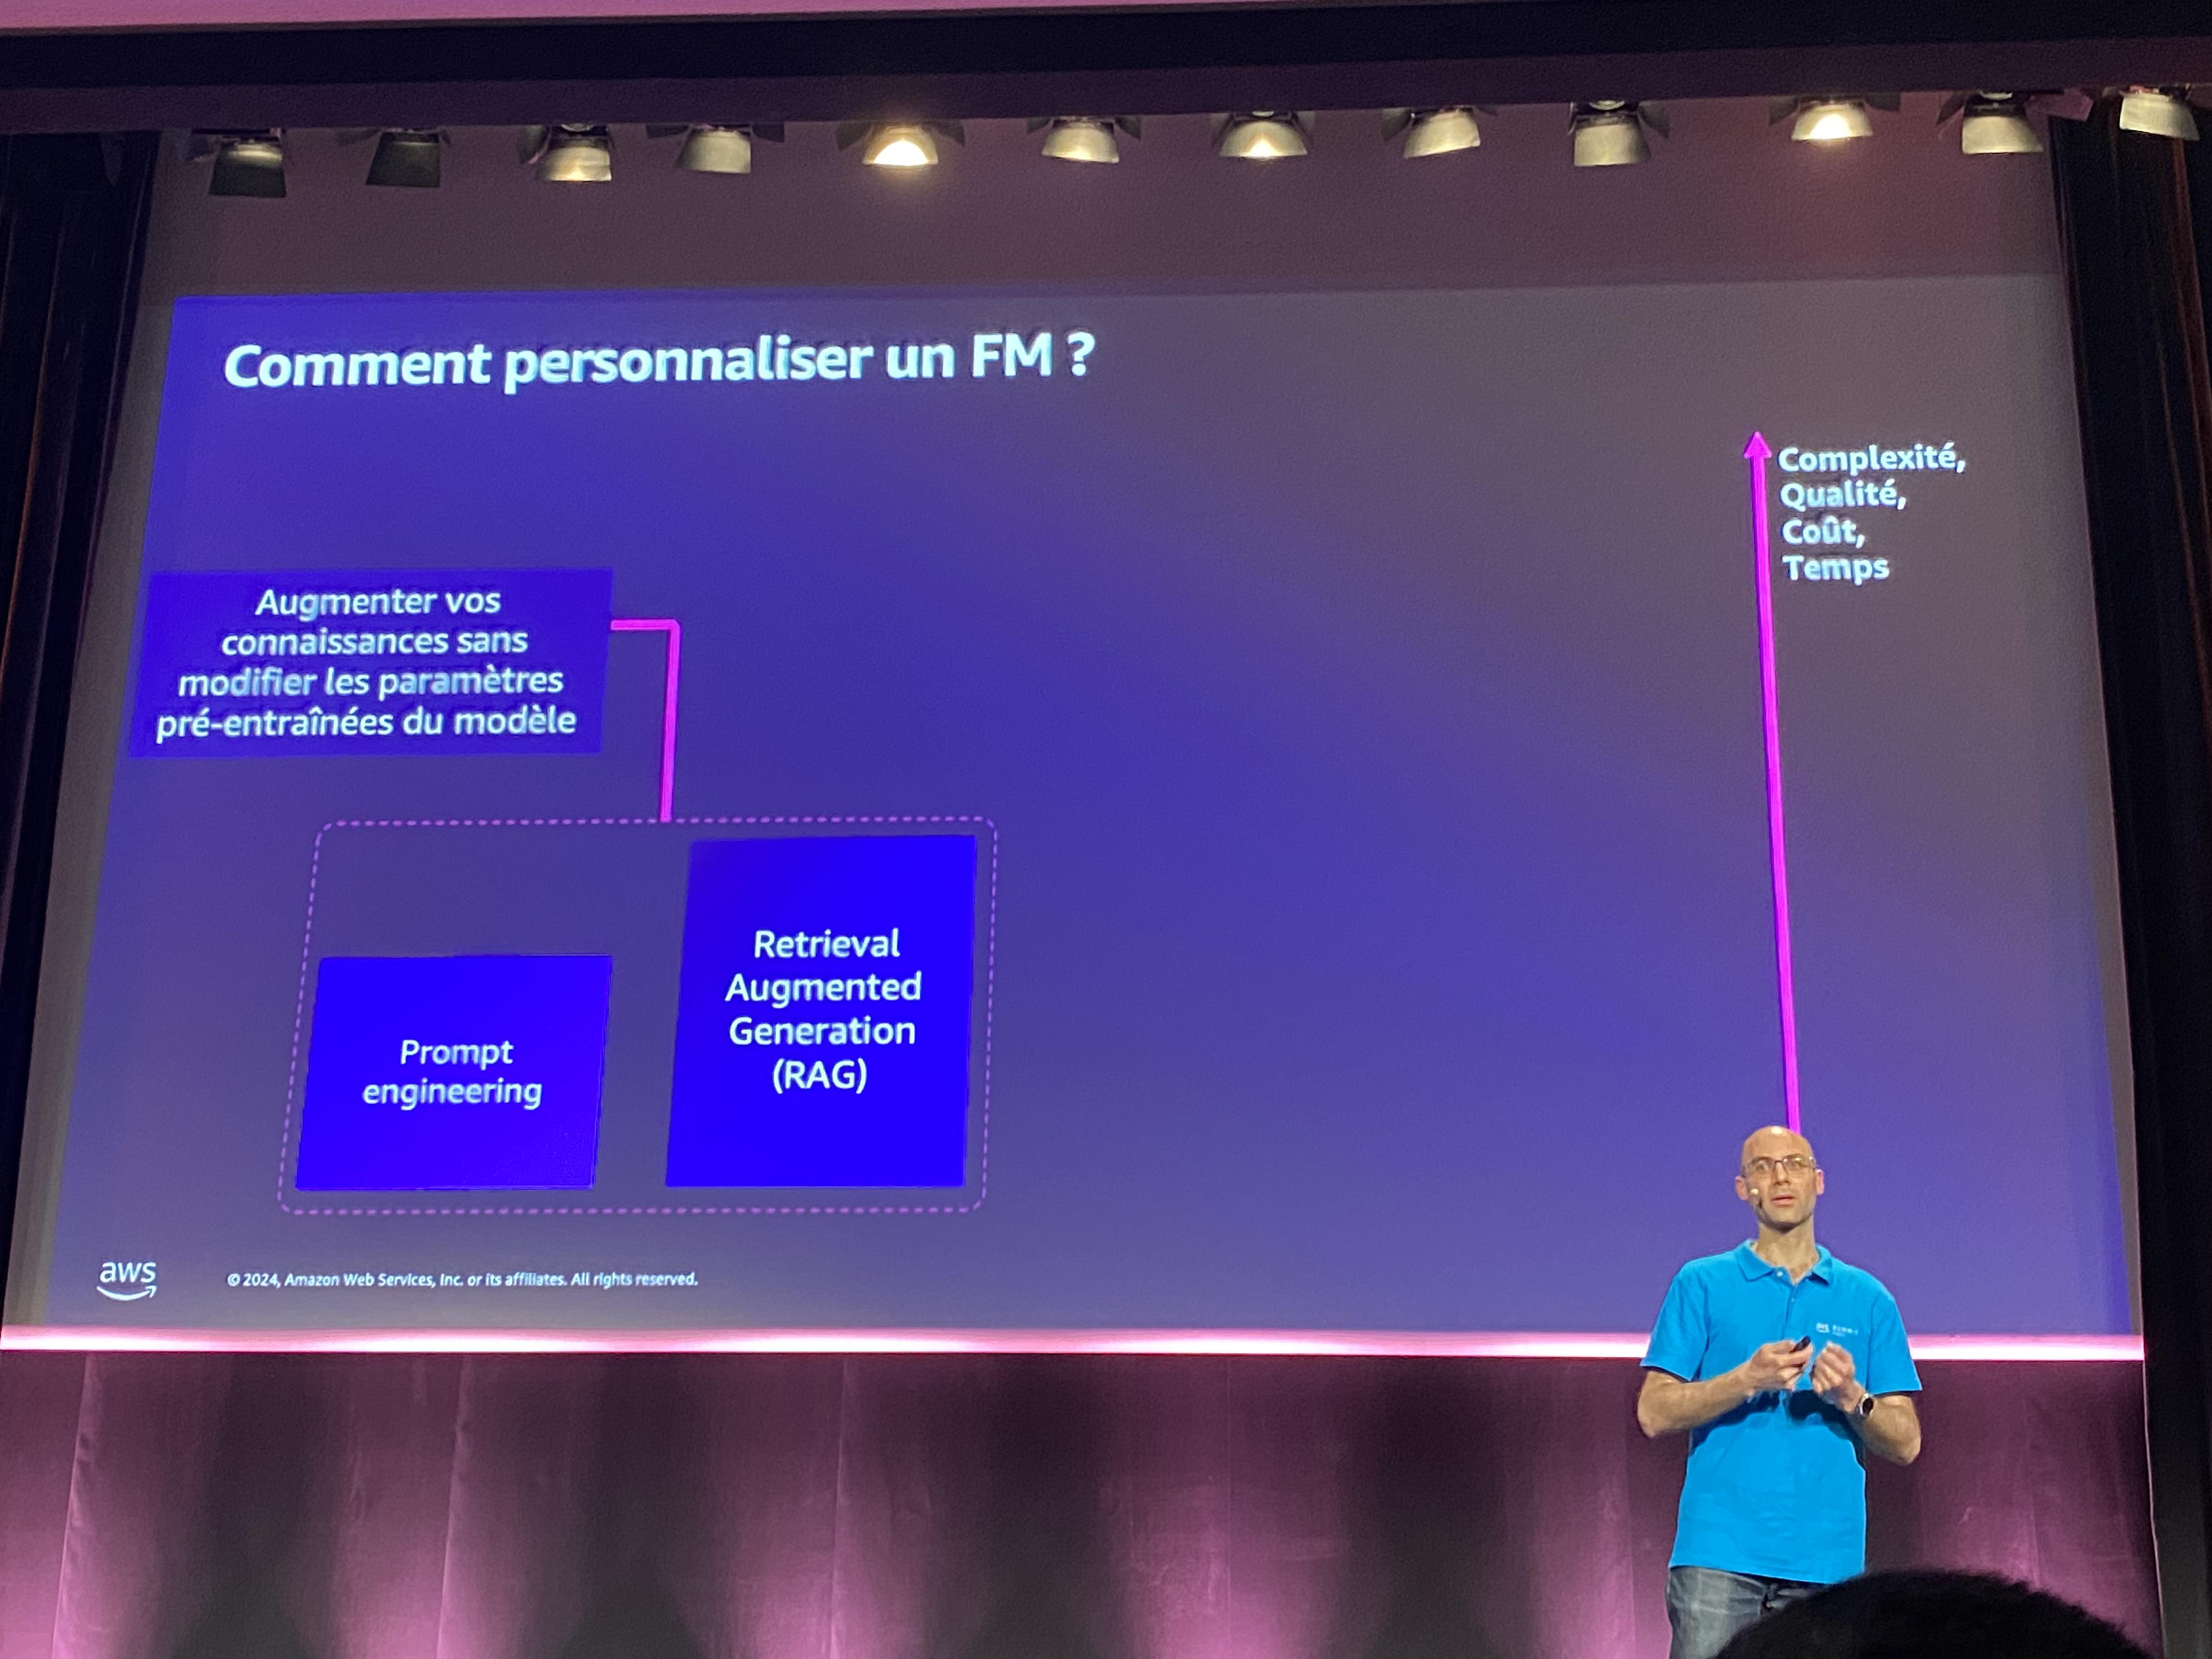 Comment personnaliser un FM ?
Complexité,
Qualité,
Coût,
Temps
Augmenter vos
connaissances sans
modifier les paramètres
pré-entraînées du modèle
Prompt
engineering
Retrieval
Augmented
Generation
(RAG)
aws
© 2024, Amazon Web Services, Inc. or its affiliates. All rights reserved.
aws